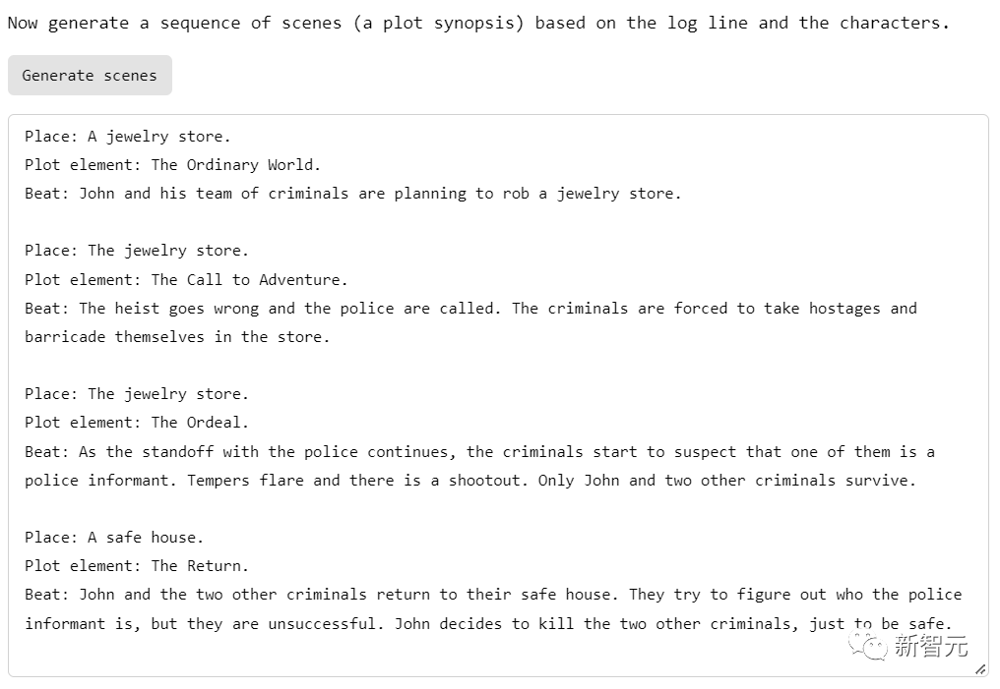 Now generate a sequence of scenes (a plot synopsis) based on the log line and the characters.
Generate scenes
Place: A jewelry store.
Plot element: The Ordinary World.
Beat: John and his team of criminals are planning to rob a jewelry store.
Place: The jewelry store.
Plot element: The Call to Adventure.
Beat: The heist goes wrong and the police are called. The criminals are forced to take hostages and
barricade themselves in the store.
Place: The jewelry store.
Plot element: The Ordeal.
Beat: As the standoff with the police continues, the criminals start to suspect that one of them is a
police informant. Tempers flare and there is a shootout. Only John and two other criminals survive.
Place: A safe house.
Plot element: The Return.
Beat: John and the two other criminals return to their safe house. They try to figure out who the police
informant is, but they are unsuccessful. John decides to kill the two other criminals, just to be safe.
新智元